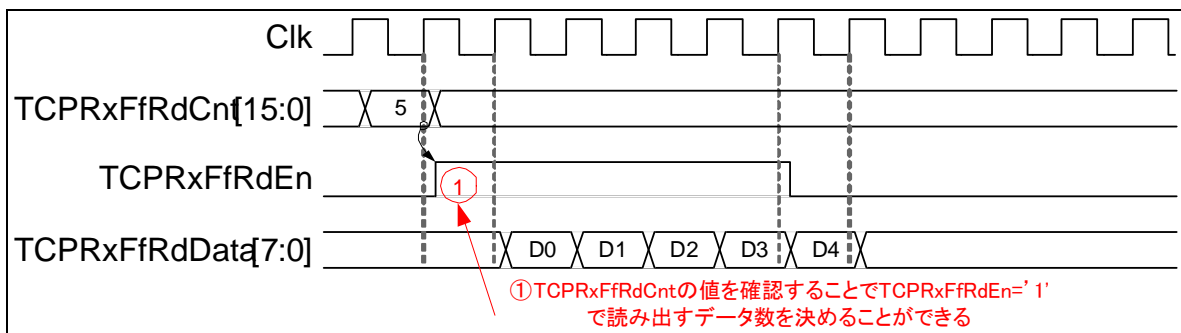 Clk
TCPRxFfRdCnt[15:0]
5
TCPRxFfRdEn
1
TCPRxFfRdData[7:0]
D0 D1 D2 D3 D4
①TCPRxFfRdCntの値を確認することでTCPRxFfRdEn='1'
で読み出すデータ数を決めることができる